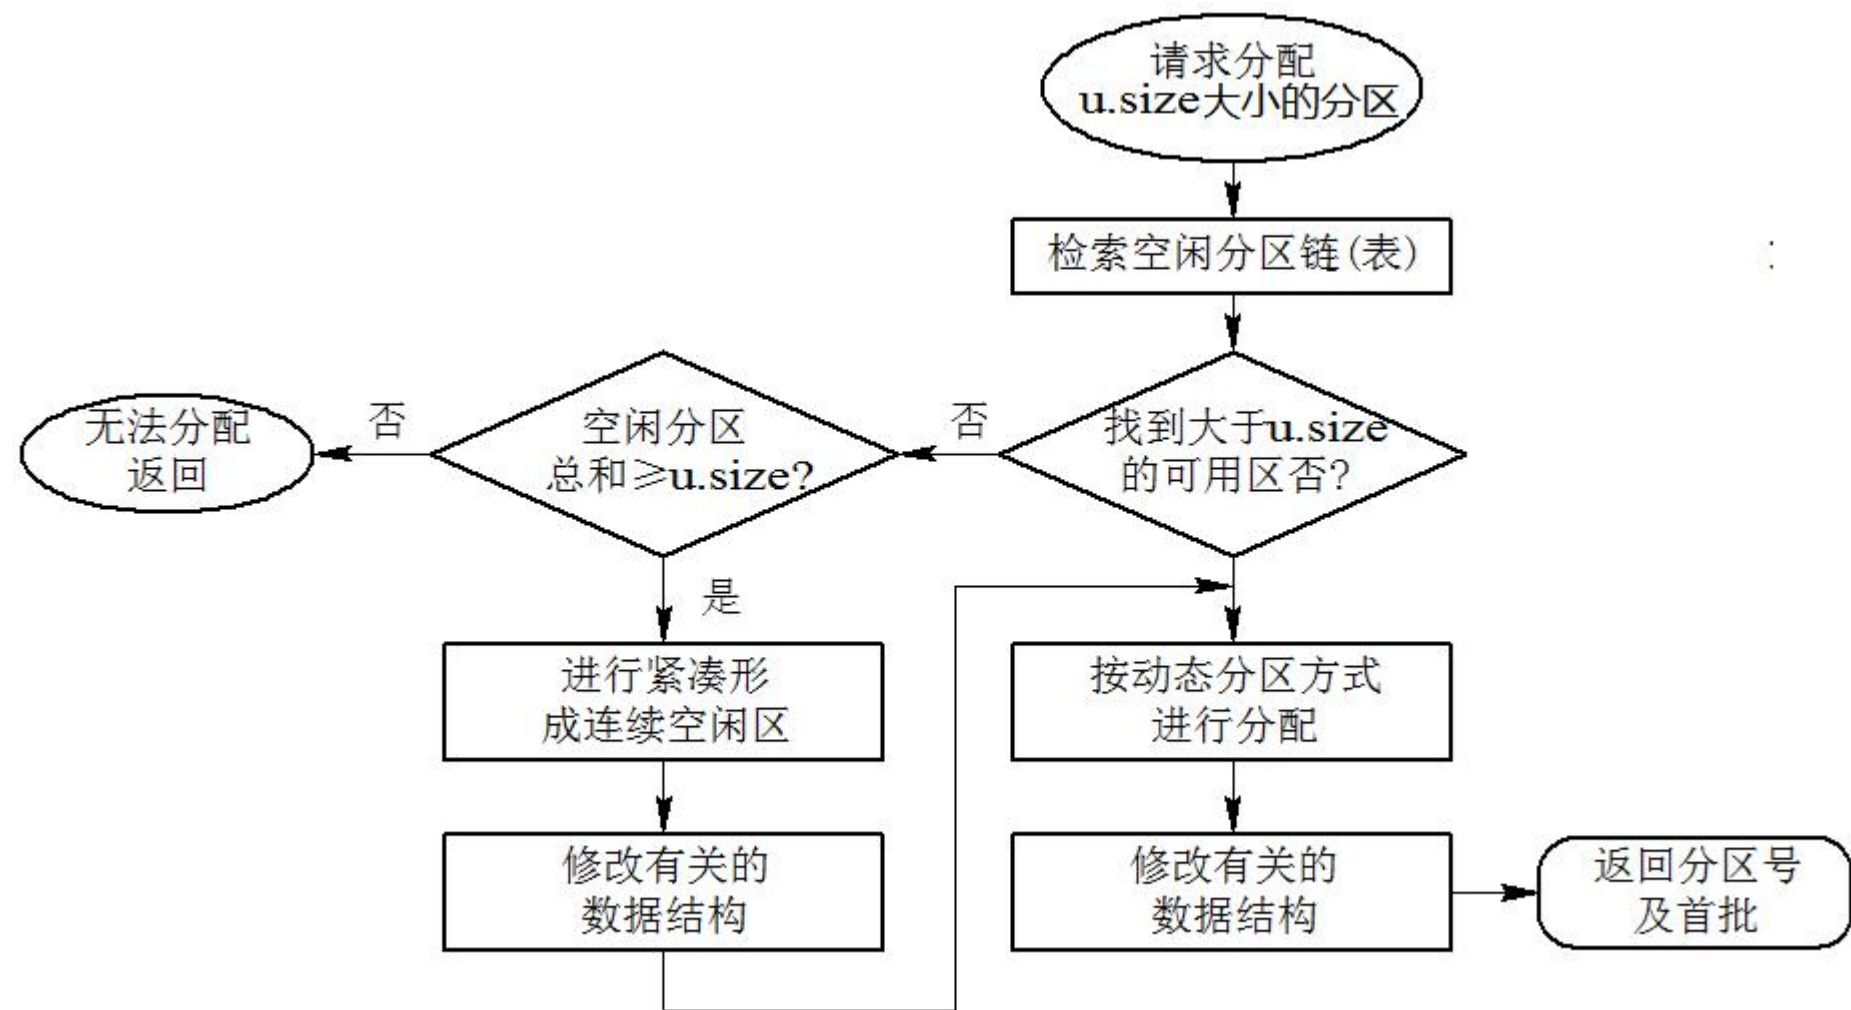 请求分配
u.size大小的分区
检索空闲分区链(表)
找到大于u.size
的可用区否?
否
空闲分区
总和≥u.size?
否
无法分配
返回
是
进行紧凑形
成连续空闲区
修改有关的
数据结构
按动态分区方式
进行分配
修改有关的
数据结构
返回分区号
及首批